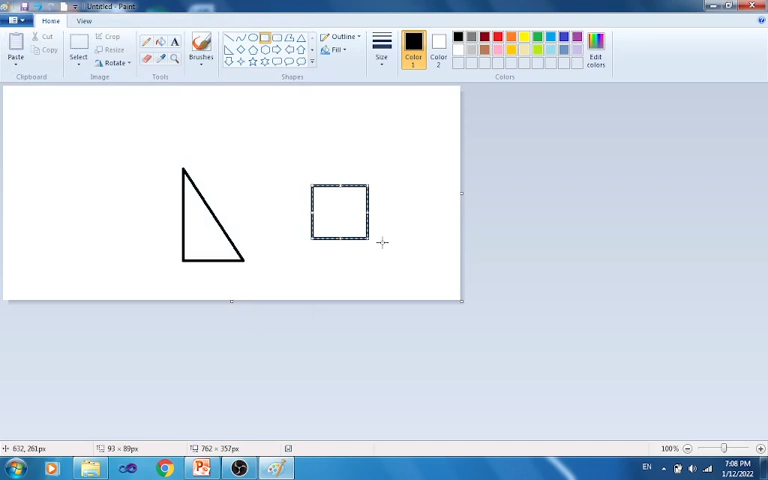 Untitled - Paint
Home
View
Paste
Cut
Copy
Clipboard
Select
Crop
Resize
Rotate
Image
A
Tools
Brushes
Shapes
Outline
Fill
Size
Color
1
Color
2
Colors
Edit
colors
632, 261px
93 × 89px
762 × 357px
100%
EN
7:08 PM
1/12/2022